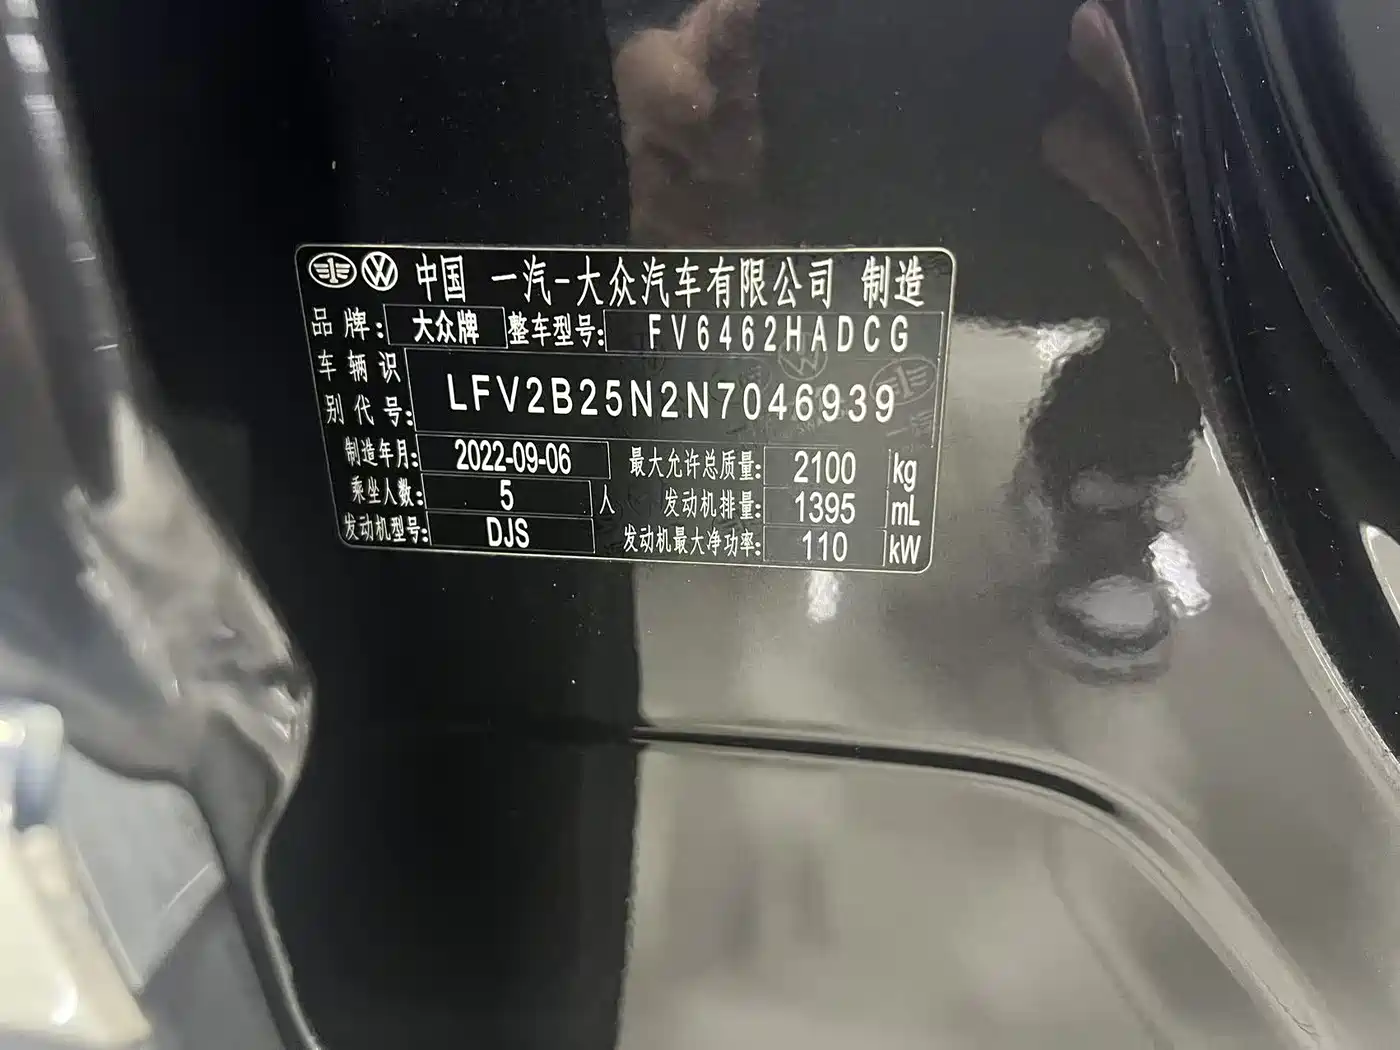 中国 一汽-大众汽车有限公司 制造
品牌: 大众牌 整车型号: FV6462HADCG
车辆识别代号: LFV2B25N2N7046939
制造年月: 2022-09-06 最大允许总质量: 2100 kg
乘坐人数: 5 人 发动机排量: 1395 mL
发动机型号: DJS 发动机最大净功率: 110 kW